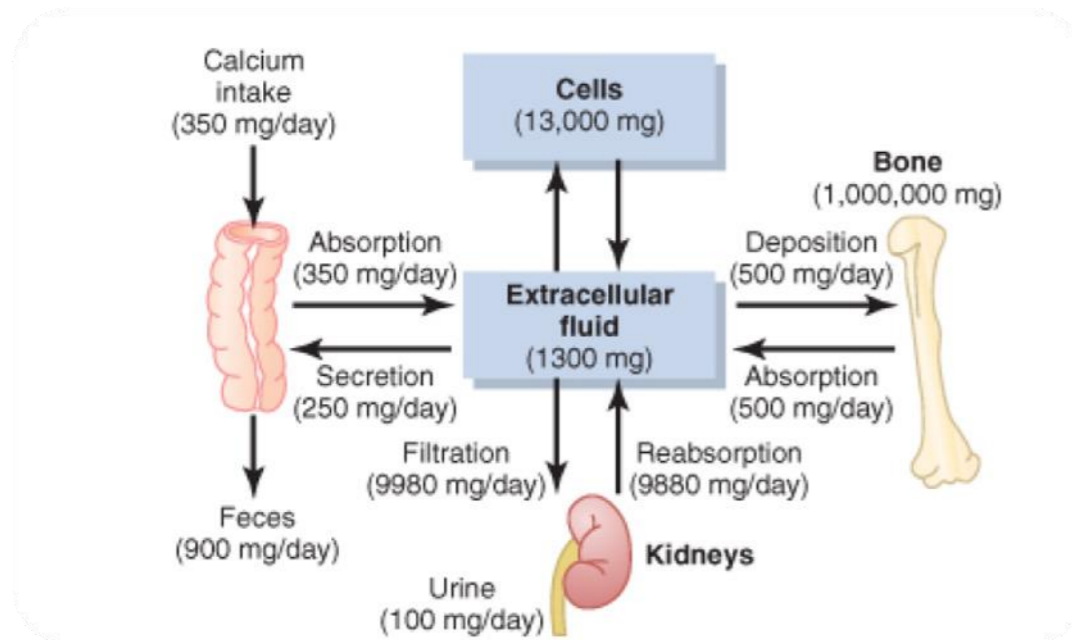 Calcium
intake
(350 mg/day)
Cells
(13,000 mg)
Bone
(1,000,000 mg)
Absorption
(350 mg/day)
Deposition
(500 mg/day)
Extracellular
fluid
(1300 mg)
Secretion
(250 mg/day)
Absorption
(500 mg/day)
Filtration
(9980 mg/day)
Reabsorption
(9880 mg/day)
Feces
(900 mg/day)
Kidneys
Urine
(100 mg/day)